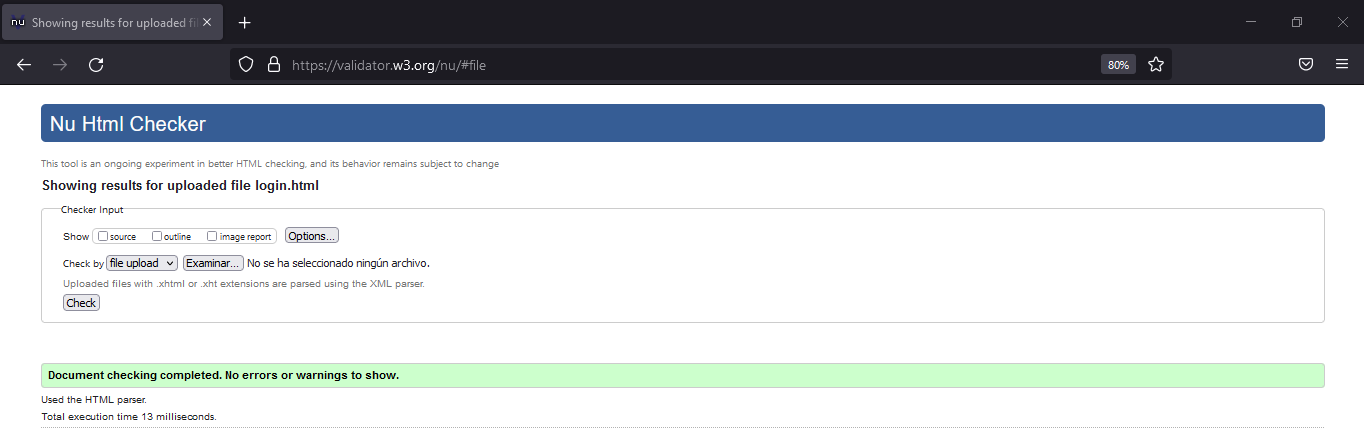 nu Showing results for uploaded fi
https://validator.w3.org/nu/#file 80%
Nu Html Checker
This tool is an ongoing experiment in better HTML checking, and its behavior remains subject to change
Showing results for uploaded file login.html
Checker Input
Show source outline image report Options...
Check by file upload Examinar... No se ha seleccionado ningún archivo.
Uploaded files with .xhtml or .xht extensions are parsed using the XML parser.
Check
Document checking completed. No errors or warnings to show.
Used the HTML parser.
Total execution time 13 milliseconds.